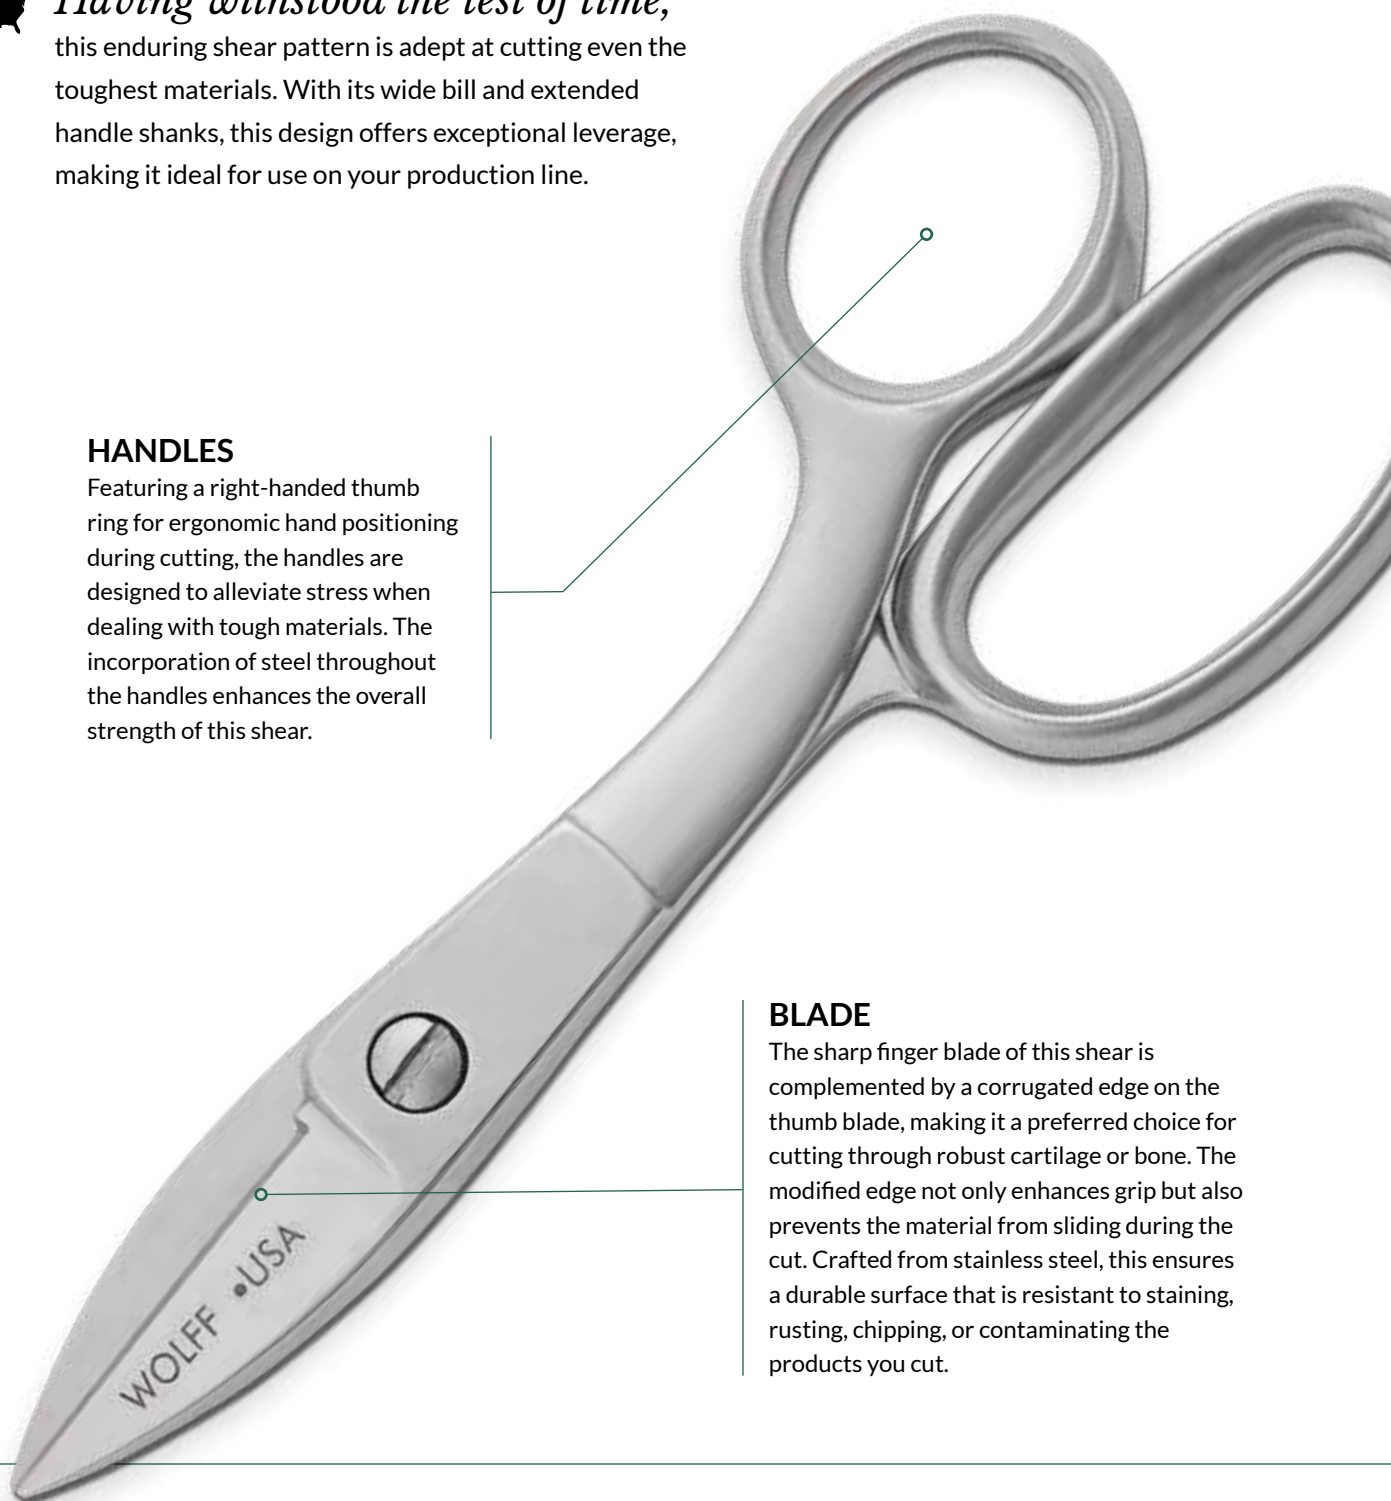 Having withstood the test of time,
this enduring shear pattern is adept at cutting even the
toughest materials. With its wide bill and extended
handle shanks, this design offers exceptional leverage,
making it ideal for use on your production line.
HANDLES
Featuring a right-handed thumb
ring for ergonomic hand positioning
during cutting, the handles are
designed to alleviate stress when
dealing with tough materials. The
incorporation of steel throughout
the handles enhances the overall
strength of this shear.
BLADE
The sharp finger blade of this shear is
complemented by a corrugated edge on the
thumb blade, making it a preferred choice for
cutting through robust cartilage or bone. The
modified edge not only enhances grip but also
prevents the material from sliding during the
cut. Crafted from stainless steel, this ensures
a durable surface that is resistant to staining,
rusting, chipping, or contaminating the
products you cut.
WOLFF •USA